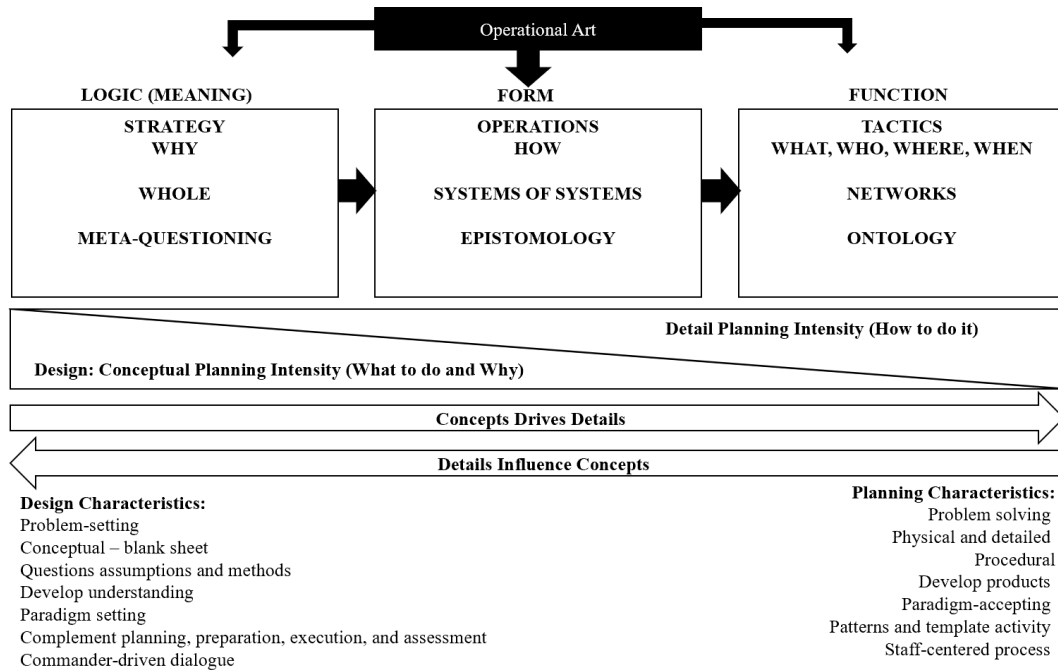 Operational Art
LOGIC (MEANING)
FORM
FUNCTION
STRATEGY
WHY
WHOLE
META-QUESTIONING
OPERATIONS
HOW
SYSTEMS OF SYSTEMS
EPISTOMOLOGY
TACTICS
WHAT, WHO, WHERE, WHEN
NETWORKS
ONTOLOGY
Detail Planning Intensity (How to do it)
Design: Conceptual Planning Intensity (What to do and Why)
Concepts Drives Details
Details Influence Concepts
Design Characteristics:
Problem-setting
Conceptual – blank sheet
Questions assumptions and methods
Develop understanding
Paradigm setting
Complement planning, preparation, execution, and assessment
Commander-driven dialogue
Planning Characteristics:
Problem solving
Physical and detailed
Procedural
Develop products
Paradigm-accepting
Patterns and template activity
Staff-centered process